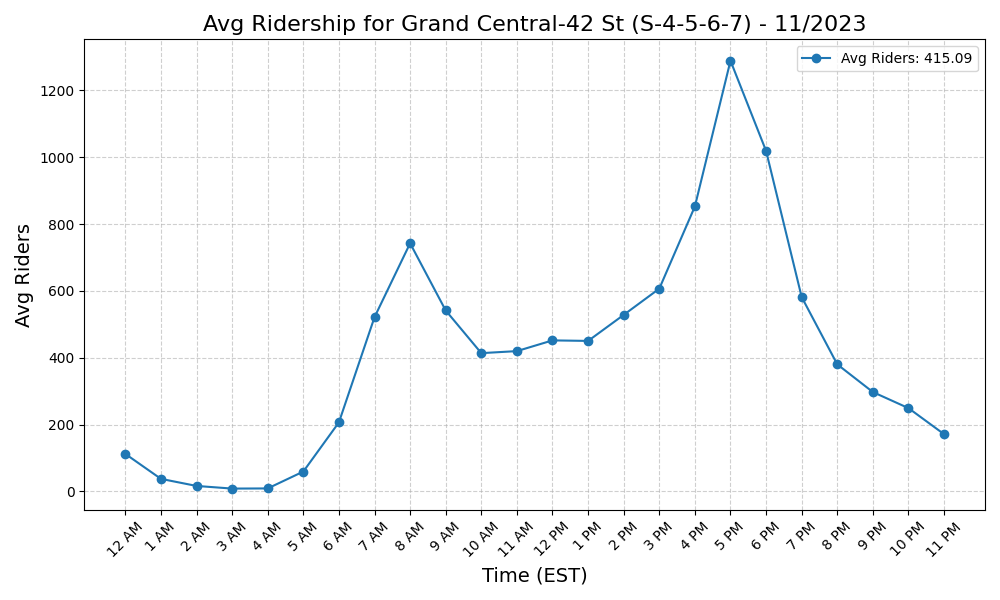 Avg Ridership for Grand Central-42 St (S-4-5-6-7) - 11/2023
Avg Riders: 415.09
Avg Riders
1200
1000
800
600
400
200
0
12 AM 1 AM 2 AM 3 AM 4 AM 5 AM 6 AM 7 AM 8 AM 9 AM 10 AM 11 AM 12 PM 1 PM 2 PM 3 PM 4 PM 5 PM 6 PM 7 PM 8 PM 9 PM 10 PM 11 PM
Time (EST)